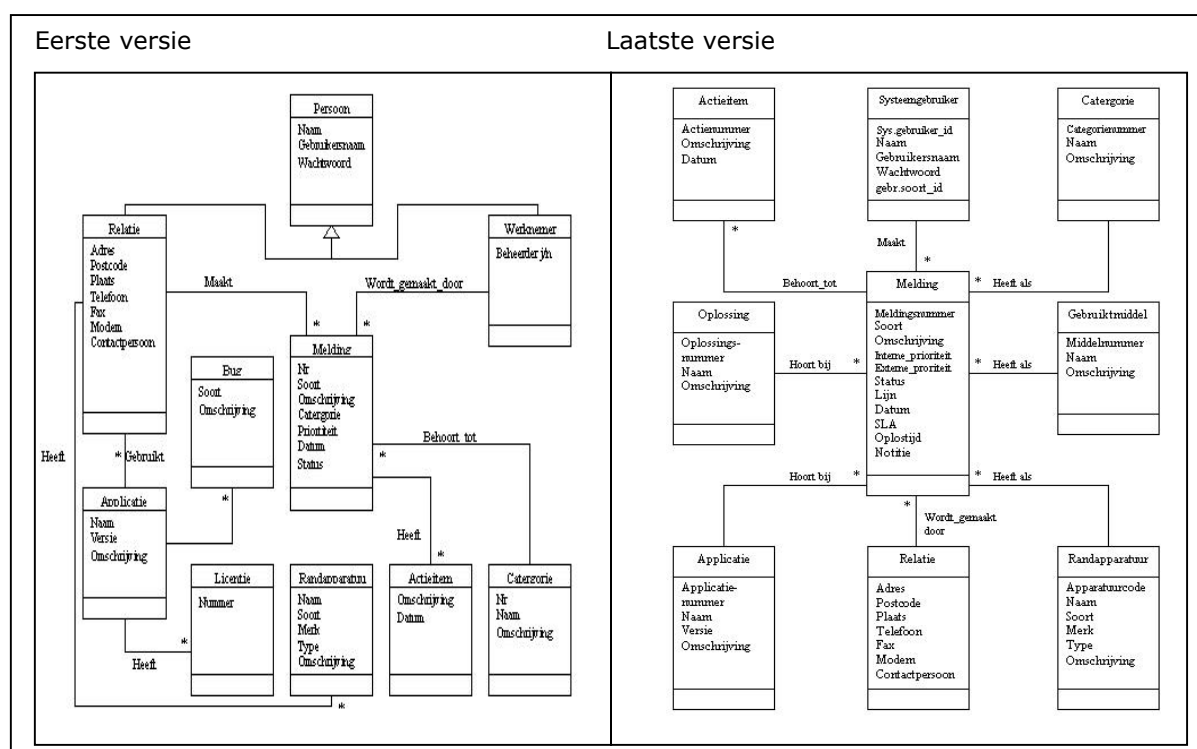 Eerste versie
Laatste versie
Persoon
Naam
Gebruikersnaam
Wachtwoord
Relatie
Adres
Postcode
Plaats
Telefoon
Fax
Modem
Contactpersoon
Werknemer
Beheerder j/n
Maakt
Wordt_gemaakt_door
*
*
Melding
Nr
Soort
Omschrijving
Catergorie
Prioriteit
Datum
Status
Bug
Soort
Omschrijving
Behoort_tot
*
Heeft
* Gebruikt
*
Applicatie
Naam
Versie
Omschrijving
Heeft
*
Licentie
Nummer
Randapparatuu
Naam
Soort
Merk
Type
Omschrijving
Actieitem
Omschrijving
Datum
Catergorie
Nr
Naam
Omschrijving
*
Heeft
*
Actieitem
Actienummer
Omschrijving
Datum
Systeemgebruiker
Sys.gebruiker_id
Naam
Gebruikersnaam
Wachtwoord
gebr.soort_id
Catergorie
Categorienummer
Naam
Omschrijving
*
Maakt
*
Behoort_tot
* Heeft als
Melding
Meldingsnummer
Soort
Omschrijving
Interne_prioriteit
Externe_proriteit
Status
Lijn
Datum
SLA
Oplostijd
Notitie
Oplossing
Oplossings-
nummer
Naam
Omschrijving
Hoort bij *
* Heeft als
Gebruiktmiddel
Middelnummer
Naam
Omschrijving
Hoort bij *
* Heeft als
*
Wordt_gemaakt
door
Applicatie
Applicatie-
nummer
Naam
Versie
Omschrijving
Relatie
Adres
Postcode
Plaats
Telefoon
Fax
Modem
Contactpersoon
Randapparatuur
Apparatuurcode
Naam
Soort
Merk
Type
Omschrijving